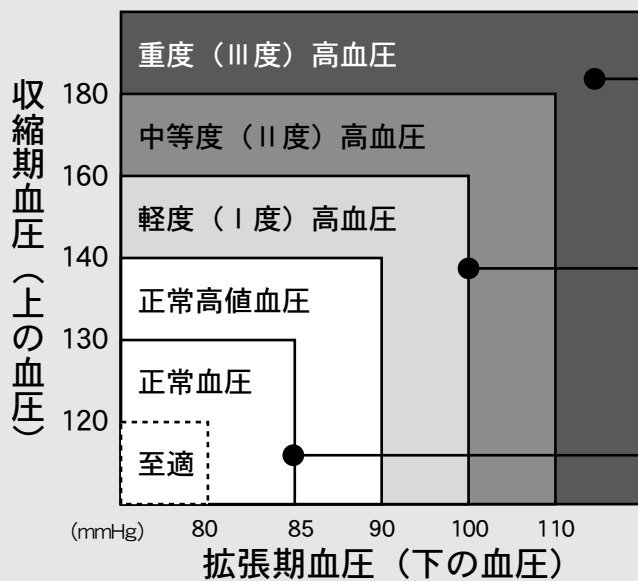 収縮期血圧（上の血圧）
重度（Ⅲ度）高血圧
180
中等度（Ⅱ度）高血圧
160
軽度（Ⅰ度）高血圧
140
正常高値血圧
130
正常血圧
120
至適
(mmHg) 80 85 90 100 110
拡張期血圧（下の血圧）